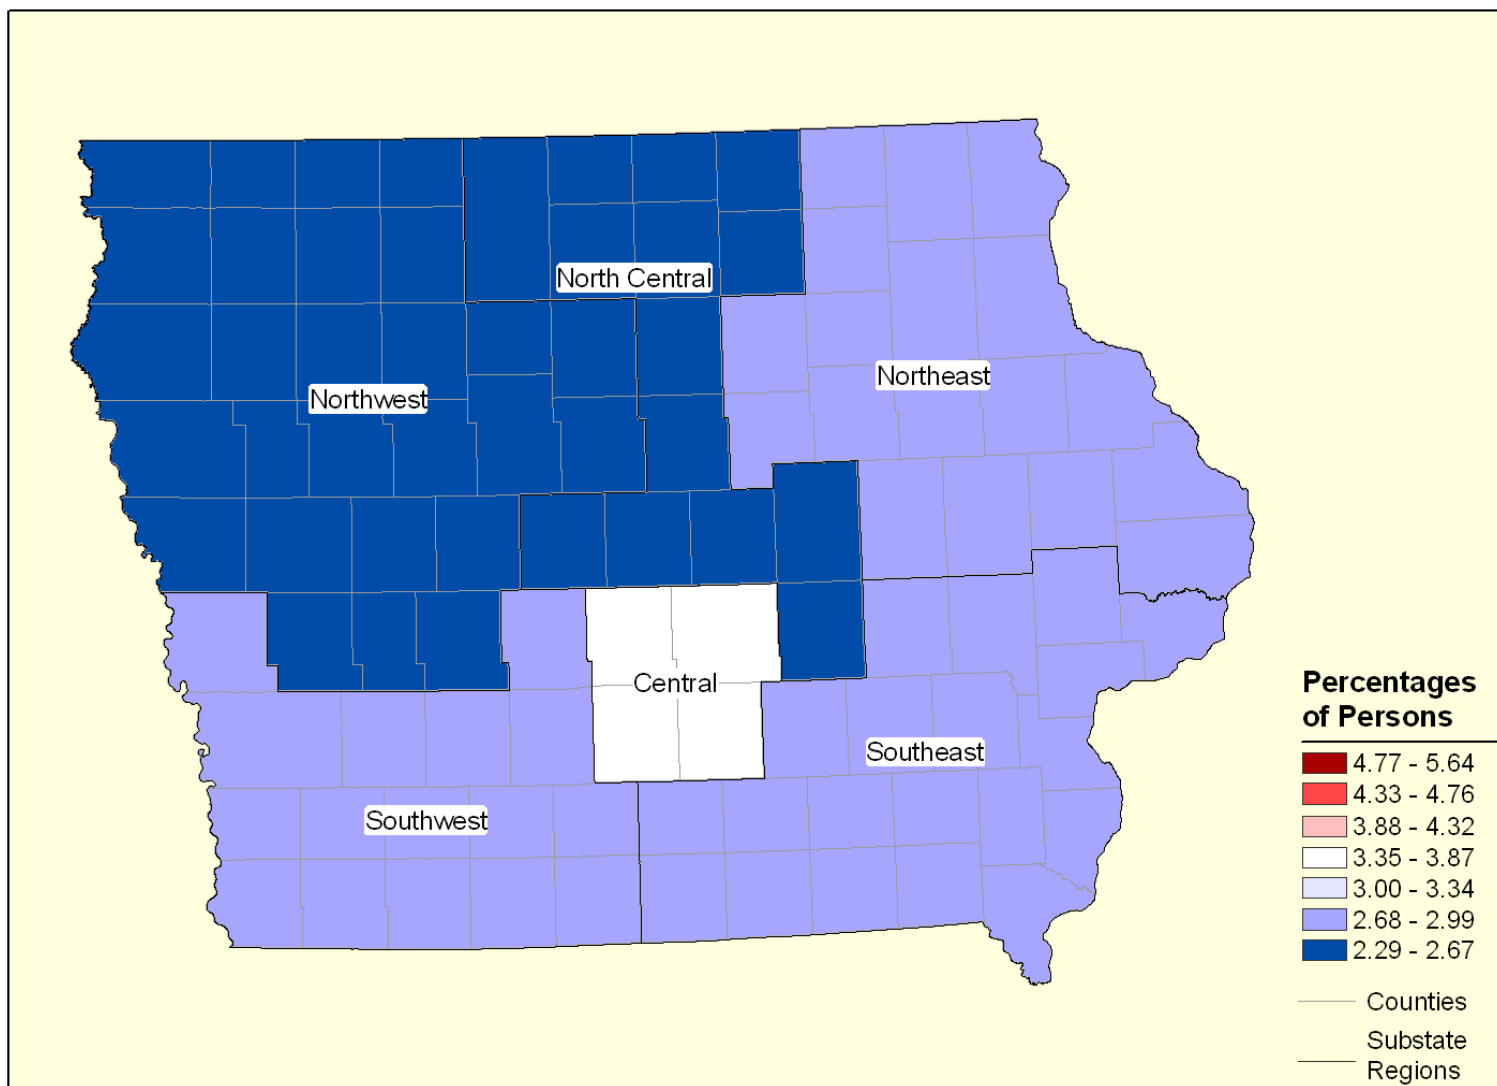 North Central
Northeast
Northwest
Central
Southeast
Southwest
Percentages
of Persons
4.77 - 5.64
4.33 - 4.76
3.88 - 4.32
3.35 - 3.87
3.00 - 3.34
2.68 - 2.99
2.29 - 2.67
Counties
Substate
Regions